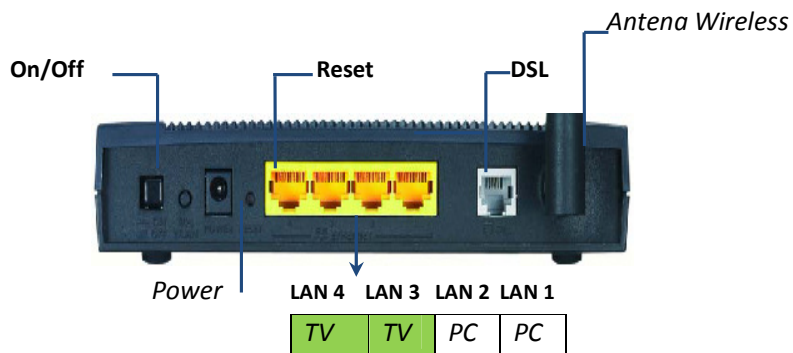 Antena Wireless
On/Off Reset DSL
Power LAN 4 LAN 3 LAN 2 LAN 1
TV TV PC PC